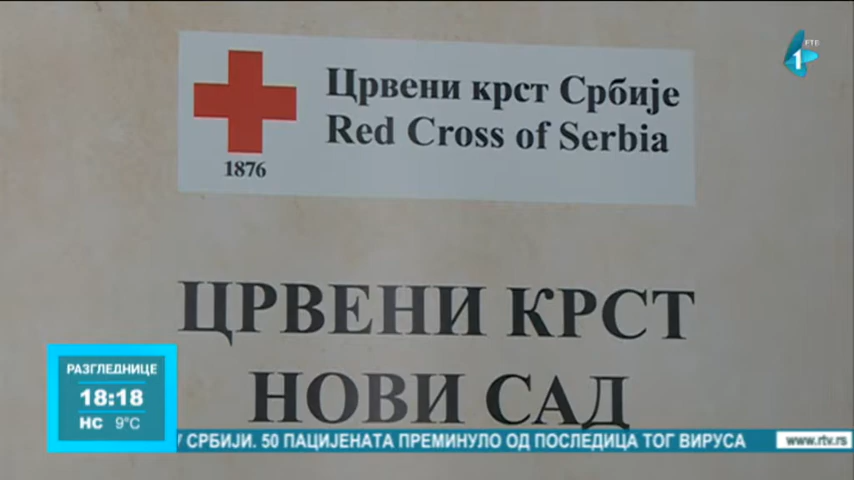 РТВ
1
Црвени крст Србије
Red Cross of Serbia
1876
ЦРВЕНИ КРСТ
НОВИ САД
РАЗГЛЕДНИЦЕ
18:18
НС 9°C
У СРБИЈИ. 50 ПАЦИЈЕНАТА ПРЕМИНУЛО ОД ПОСЛЕДИЦА ТОГ ВИРУСА
www.rtv.rs